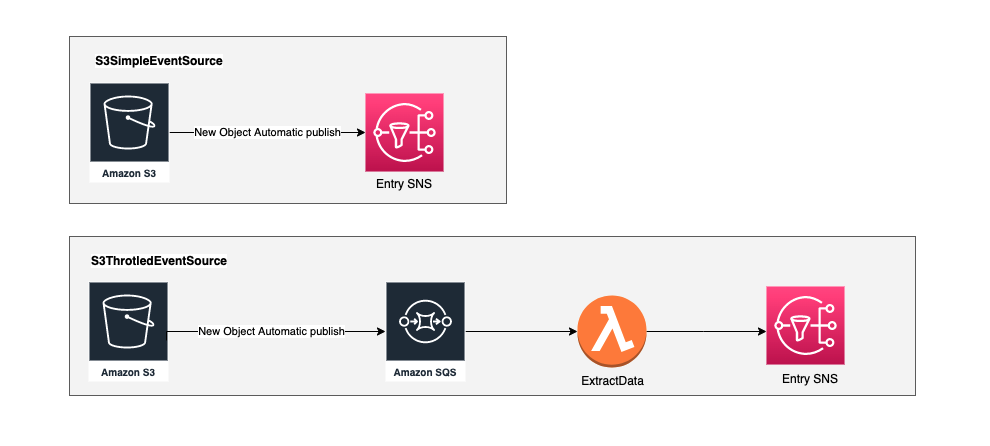 S3SimpleEventSource
New Object Automatic publish
Amazon S3
Entry SNS
S3ThrotledEventSource
New Object Automatic publish
Amazon S3
Amazon SQS
ExtractData
Entry SNS